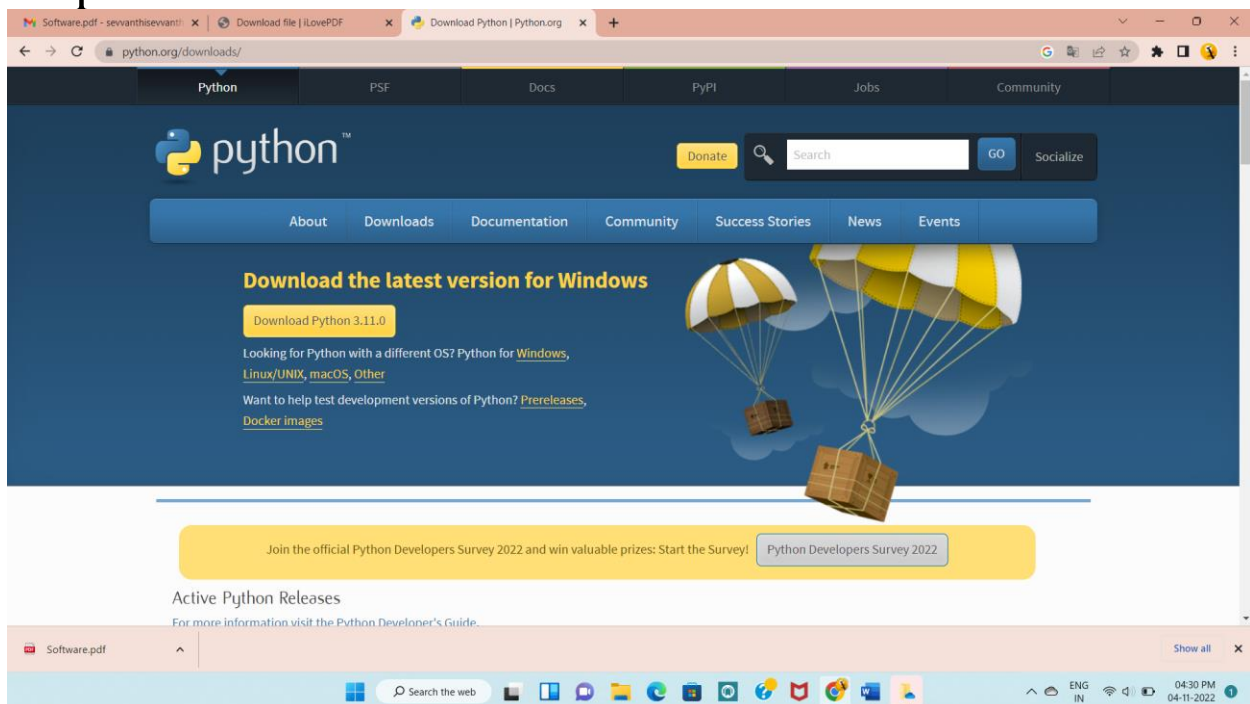 Software.pdf - sevvanthisevvanth
Download file | iLovePDF
Download Python | Python.org
python.org/downloads/
Python PSF Docs PyPI Jobs Community
python™
Donate Search GO Socialize
About Downloads Documentation Community Success Stories News Events
Download the latest version for Windows
Download Python 3.11.0
Looking for Python with a different OS? Python for Windows,
Linux/UNIX, macOS, Other
Want to help test development versions of Python? Prereleases,
Docker images
Join the official Python Developers Survey 2022 and win valuable prizes: Start the Survey! Python Developers Survey 2022
Active Python Releases
For more information visit the Python Developer's Guide.
Software.pdf
Show all
Search the web
ENG
IN
04:30 PM
04-11-2022
1